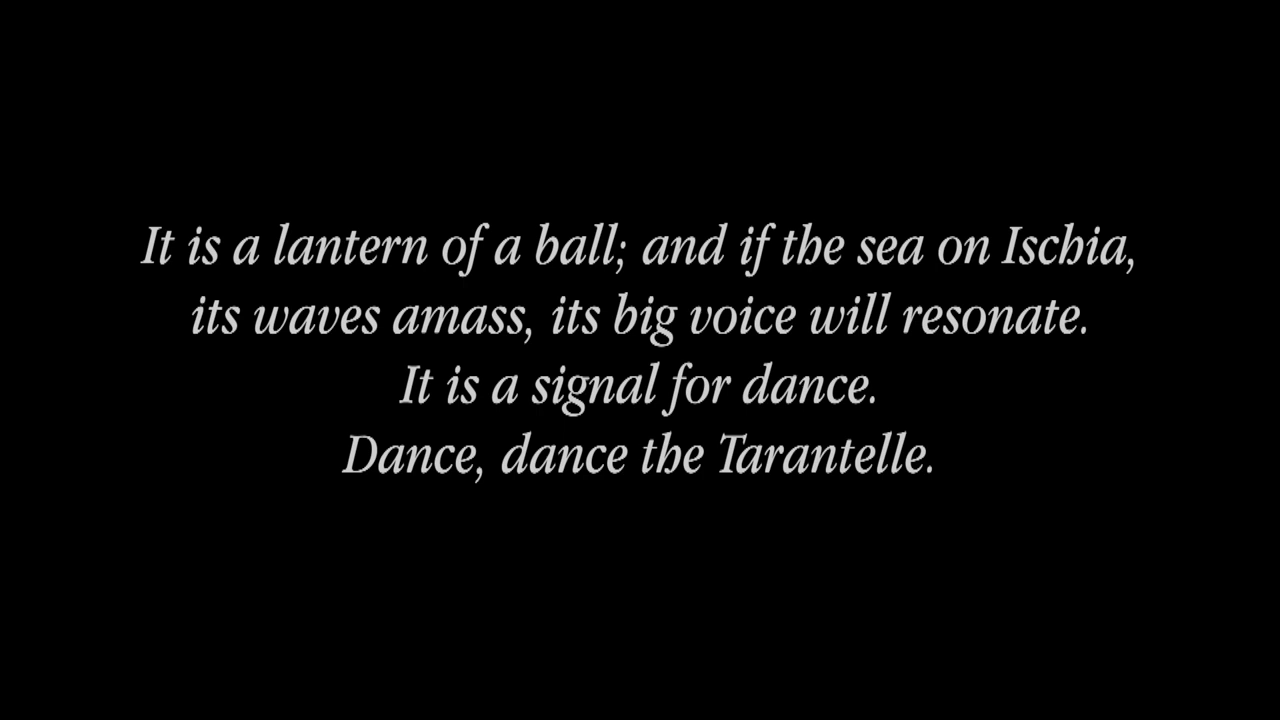 It is a lantern of a ball; and if the sea on Ischia,
its waves amass, its big voice will resonate.
It is a signal for dance.
Dance, dance the Tarantelle.